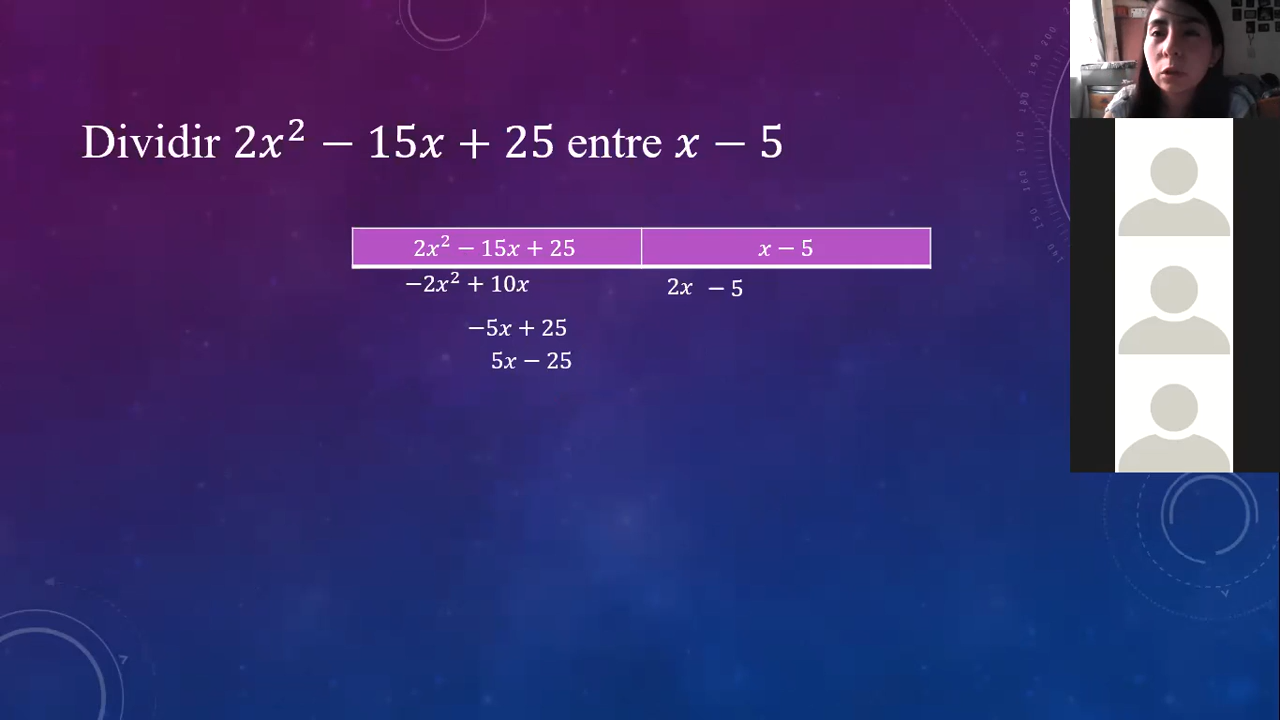 Dividir 2x² − 15x + 25 entre x − 5
2x² − 15x + 25 x − 5
−2x² + 10x 2x − 5
−5x + 25
5x − 25